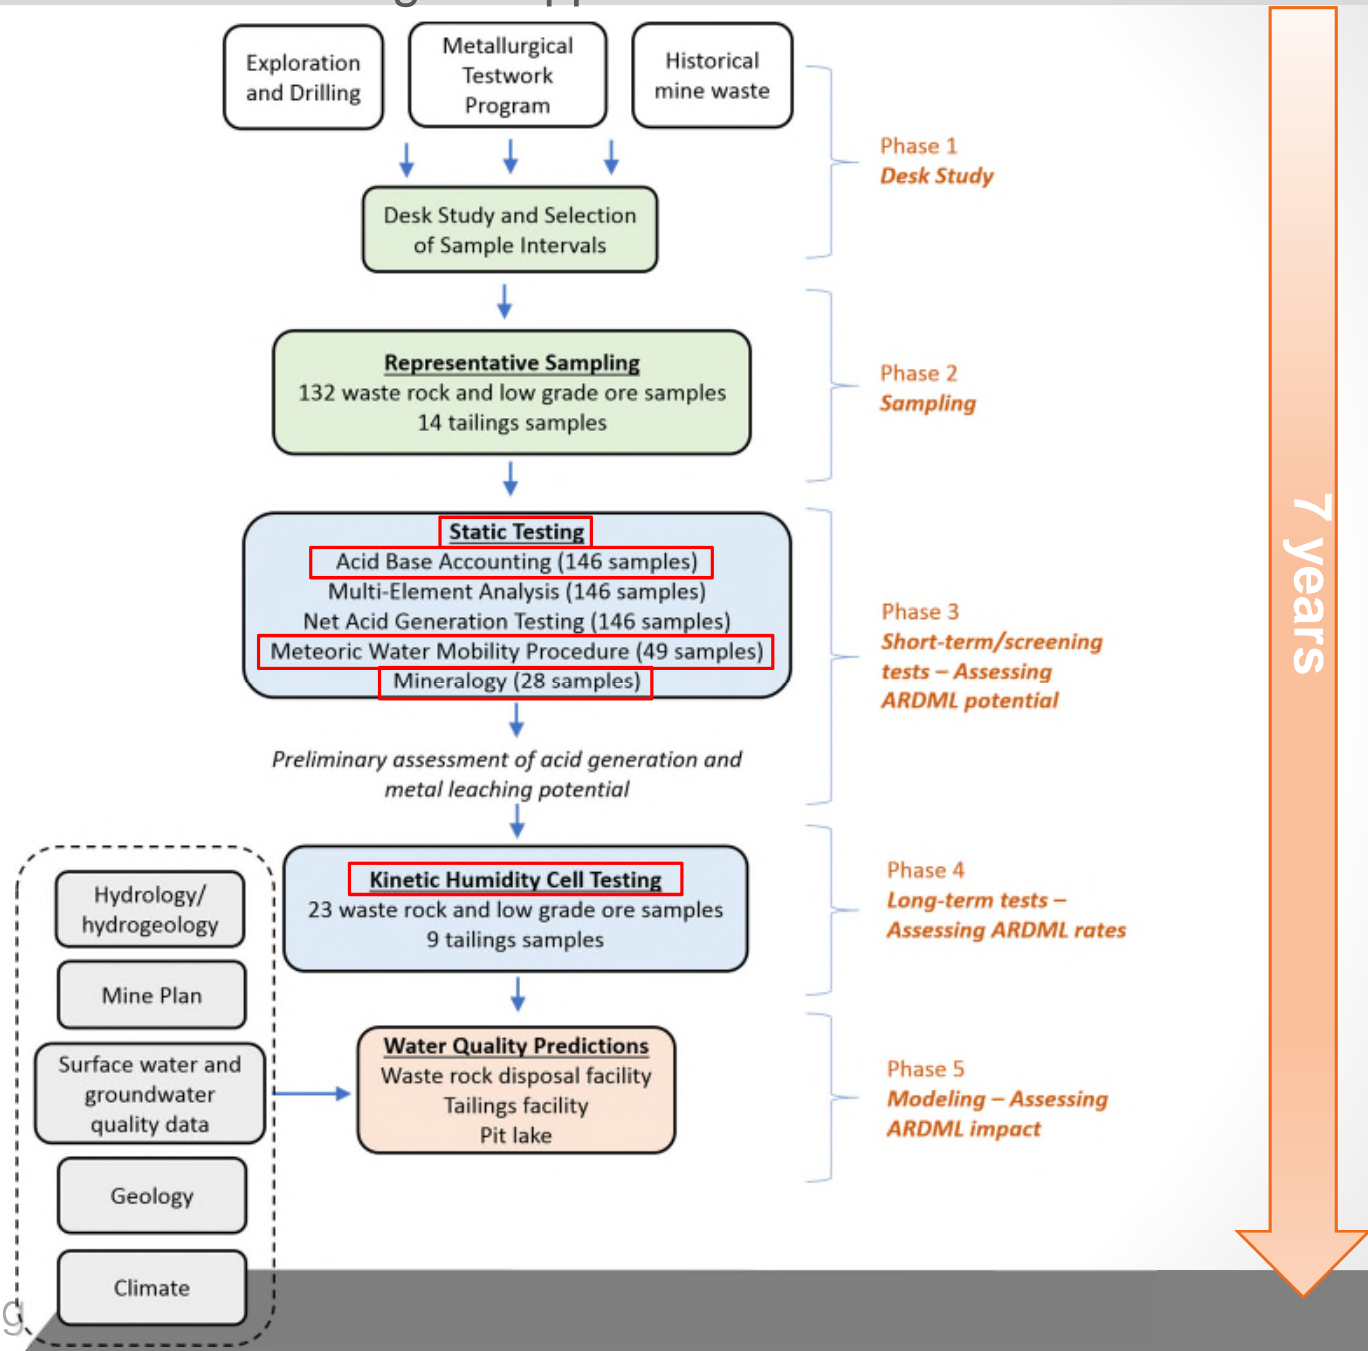 Exploration
and Drilling
Metallurgical
Testwork
Program
Historical
mine waste
Phase 1
Desk Study
Desk Study and Selection
of Sample Intervals
Representative Sampling
132 waste rock and low grade ore samples
14 tailings samples
Phase 2
Sampling
Static Testing
Acid Base Accounting (146 samples)
Multi-Element Analysis (146 samples)
Net Acid Generation Testing (146 samples)
Meteoric Water Mobility Procedure (49 samples)
Mineralogy (28 samples)
Phase 3
Short-term/screening
tests – Assessing
ARDML potential
7 years
Preliminary assessment of acid generation and
metal leaching potential
Kinetic Humidity Cell Testing
23 waste rock and low grade ore samples
9 tailings samples
Phase 4
Long-term tests –
Assessing ARDML rates
Hydrology/
hydrogeology
Mine Plan
Surface water and
groundwater
quality data
Geology
Climate
Water Quality Predictions
Waste rock disposal facility
Tailings facility
Pit lake
Phase 5
Modeling – Assessing
ARDML impact
g